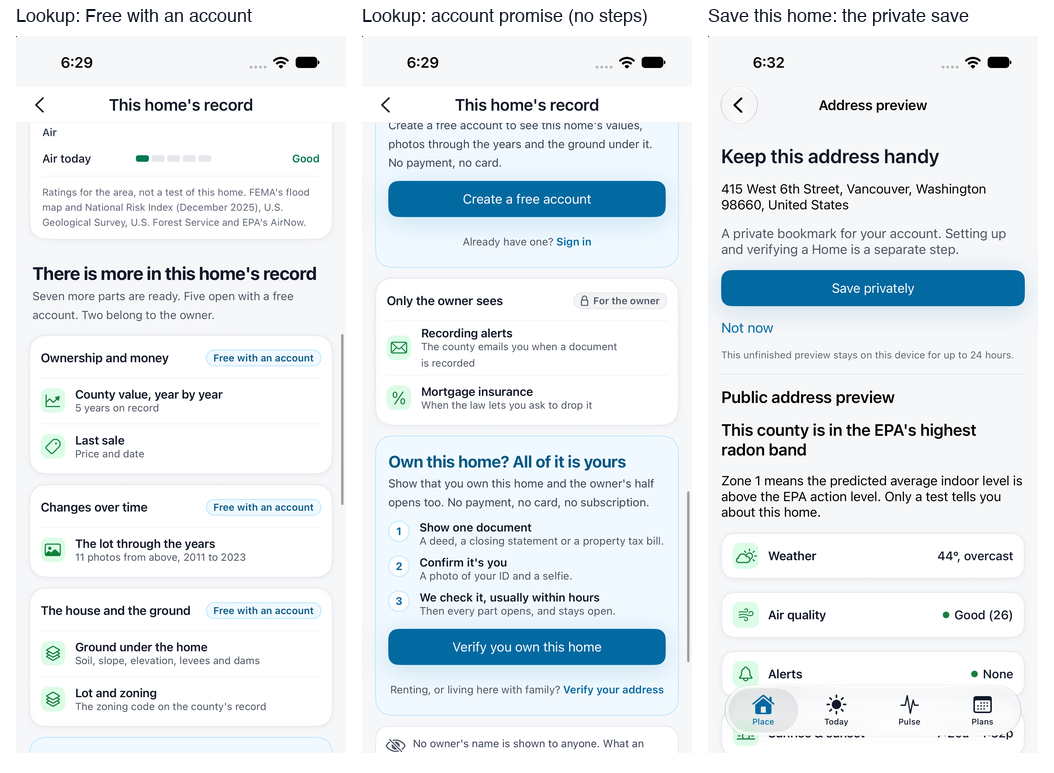 Lookup: Free with an account
6:29
This home's record
Air
Air today
Good
Ratings for the area, not a test of this home. FEMA's flood
map and National Risk Index (December 2025), U.S.
Geological Survey, U.S. Forest Service and EPA's AirNow.
There is more in this home's record
Seven more parts are ready. Five open with a free
account. Two belong to the owner.
Ownership and money
Free with an account
County value, year by year
5 years on record
Last sale
Price and date
Changes over time
Free with an account
The lot through the years
11 photos from above, 2011 to 2023
The house and the ground
Free with an account
Ground under the home
Soil, slope, elevation, levees and dams
Lot and zoning
The zoning code on the county's record
Lookup: account promise (no steps)
6:29
This home's record
Create a free account to see this home's values,
photos through the years and the ground under it.
No payment, no card.
Create a free account
Already have one? Sign in
Only the owner sees
For the owner
Recording alerts
The county emails you when a document
is recorded
Mortgage insurance
When the law lets you ask to drop it
Own this home? All of it is yours
Show that you own this home and the owner's half
opens too. No payment, no card, no subscription.
1
Show one document
A deed, a closing statement or a property tax bill.
2
Confirm it's you
A photo of your ID and a selfie.
3
We check it, usually within hours
Then every part opens, and stays open.
Verify you own this home
Renting, or living here with family? Verify your address
No owner's name is shown to anyone. What an
Save this home: the private save
6:32
Address preview
Keep this address handy
415 West 6th Street, Vancouver, Washington
98660, United States
A private bookmark for your account. Setting up
and verifying a Home is a separate step.
Save privately
Not now
This unfinished preview stays on this device for up to 24 hours.
Public address preview
This county is in the EPA's highest
radon band
Zone 1 means the predicted average indoor level is
above the EPA action level. Only a test tells you
about this home.
Weather
44°, overcast
Air quality
Good (26)
Alerts
None
Place
Today
Pulse
Plans